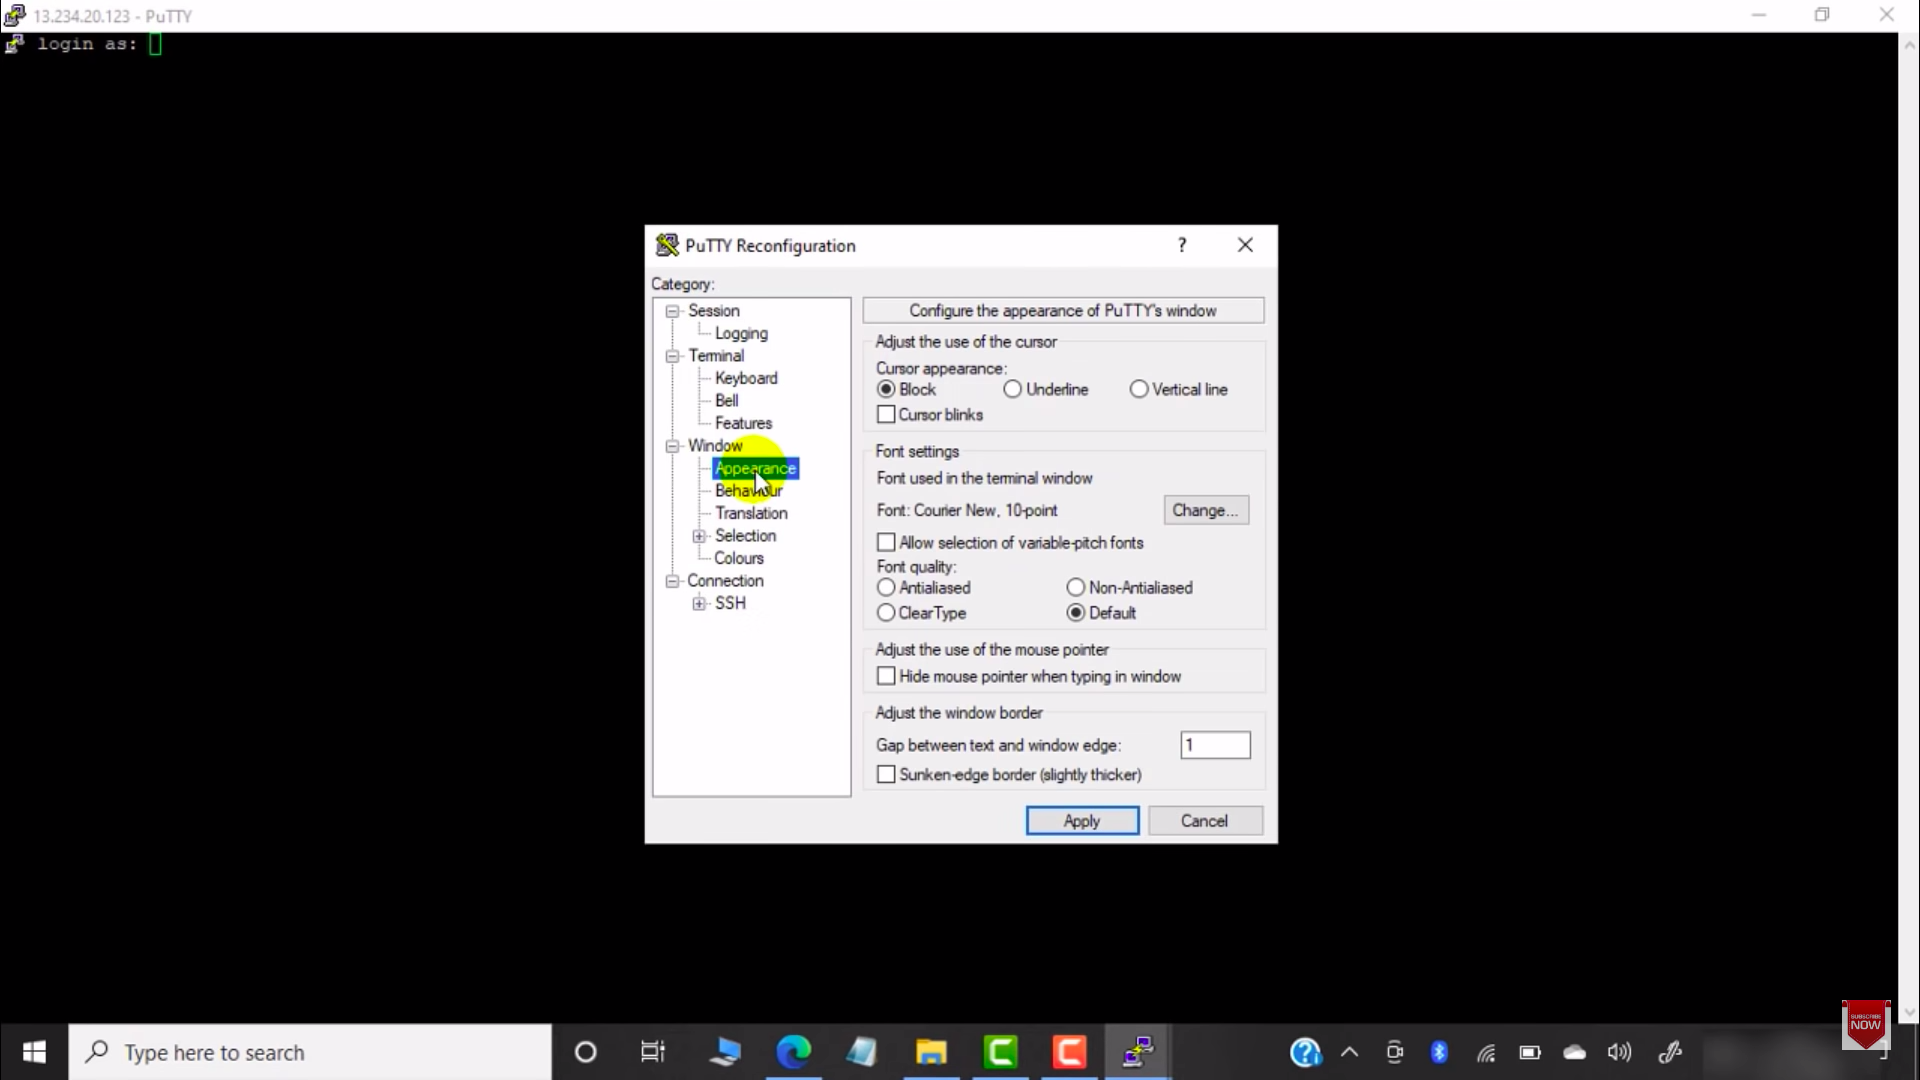 13.234.20.123 - PuTTY
login as:
PuTTY Reconfiguration
?
Category:
Session
Logging
Terminal
Keyboard
Bell
Features
Window
Appearance
Behaviour
Translation
Selection
Colours
Connection
SSH
Configure the appearance of PuTTY's window
Adjust the use of the cursor
Cursor appearance:
Block Underline Vertical line
Cursor blinks
Font settings
Font used in the terminal window
Font: Courier New, 10-point Change...
Allow selection of variable-pitch fonts
Font quality:
Antialiased Non-Antialiased
ClearType Default
Adjust the use of the mouse pointer
Hide mouse pointer when typing in window
Adjust the window border
Gap between text and window edge: 1
Sunken-edge border (slightly thicker)
Apply Cancel
SUBSCRIBE
NOW
Type here to search